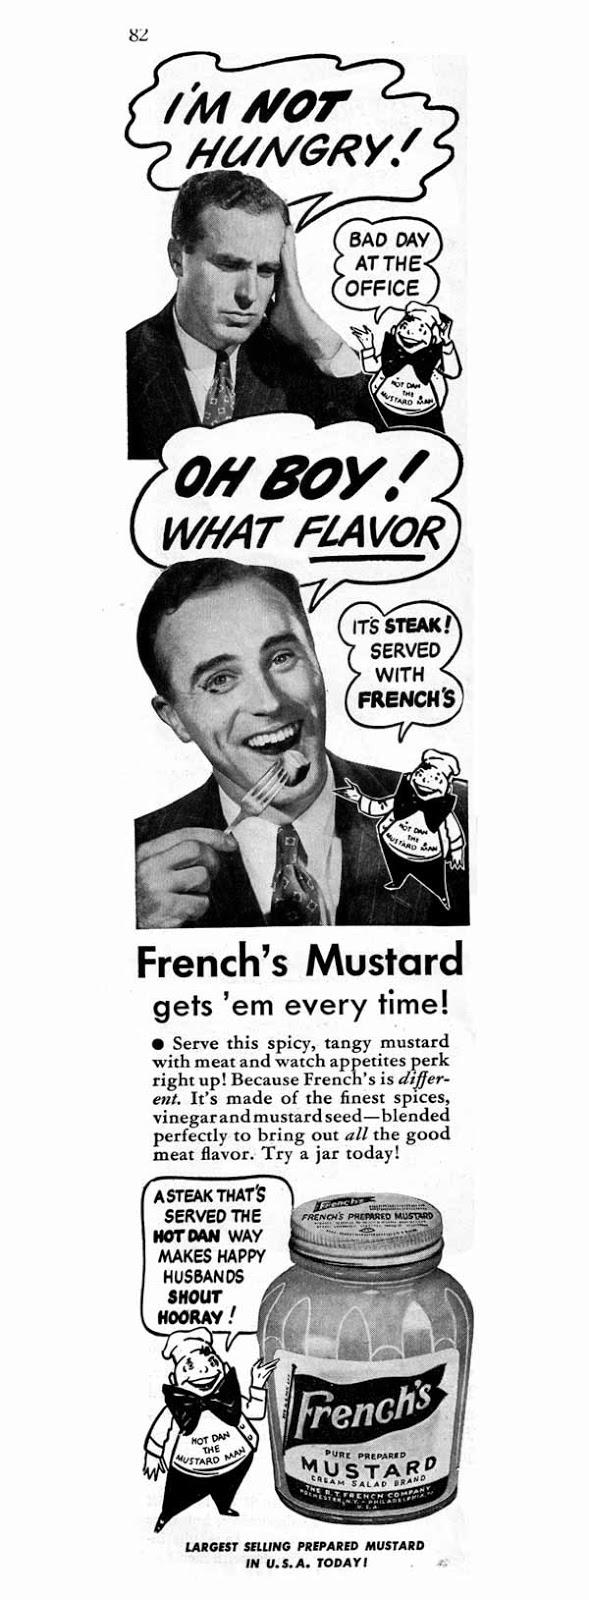 82
I'M NOT
HUNGRY!
BAD DAY
AT THE
OFFICE
HOT DAN
THE
MUSTARD MAN
OH BOY!
WHAT FLAVOR
IT'S STEAK!
SERVED
WITH
FRENCH'S
HOT DAN
THE
MUSTARD MAN
French's Mustard
gets 'em every time!
● Serve this spicy, tangy mustard
with meat and watch appetites perk
right up! Because French's is differ-
ent. It's made of the finest spices,
vinegar and mustard seed—blended
perfectly to bring out all the good
meat flavor. Try a jar today!
A STEAK THAT'S
SERVED THE
HOT DAN WAY
MAKES HAPPY
HUSBANDS
SHOUT
HOORAY!
French's
FRENCH'S PREPARED MUSTARD
HOT DAN
THE
MUSTARD MAN
French's
PURE PREPARED
MUSTARD
CREAM SALAD BRAND
THE R.T. FRENCH COMPANY
ROCHESTER, N.Y. - PHILADELPHIA
U.S.A.
LARGEST SELLING PREPARED MUSTARD
IN U.S.A. TODAY!